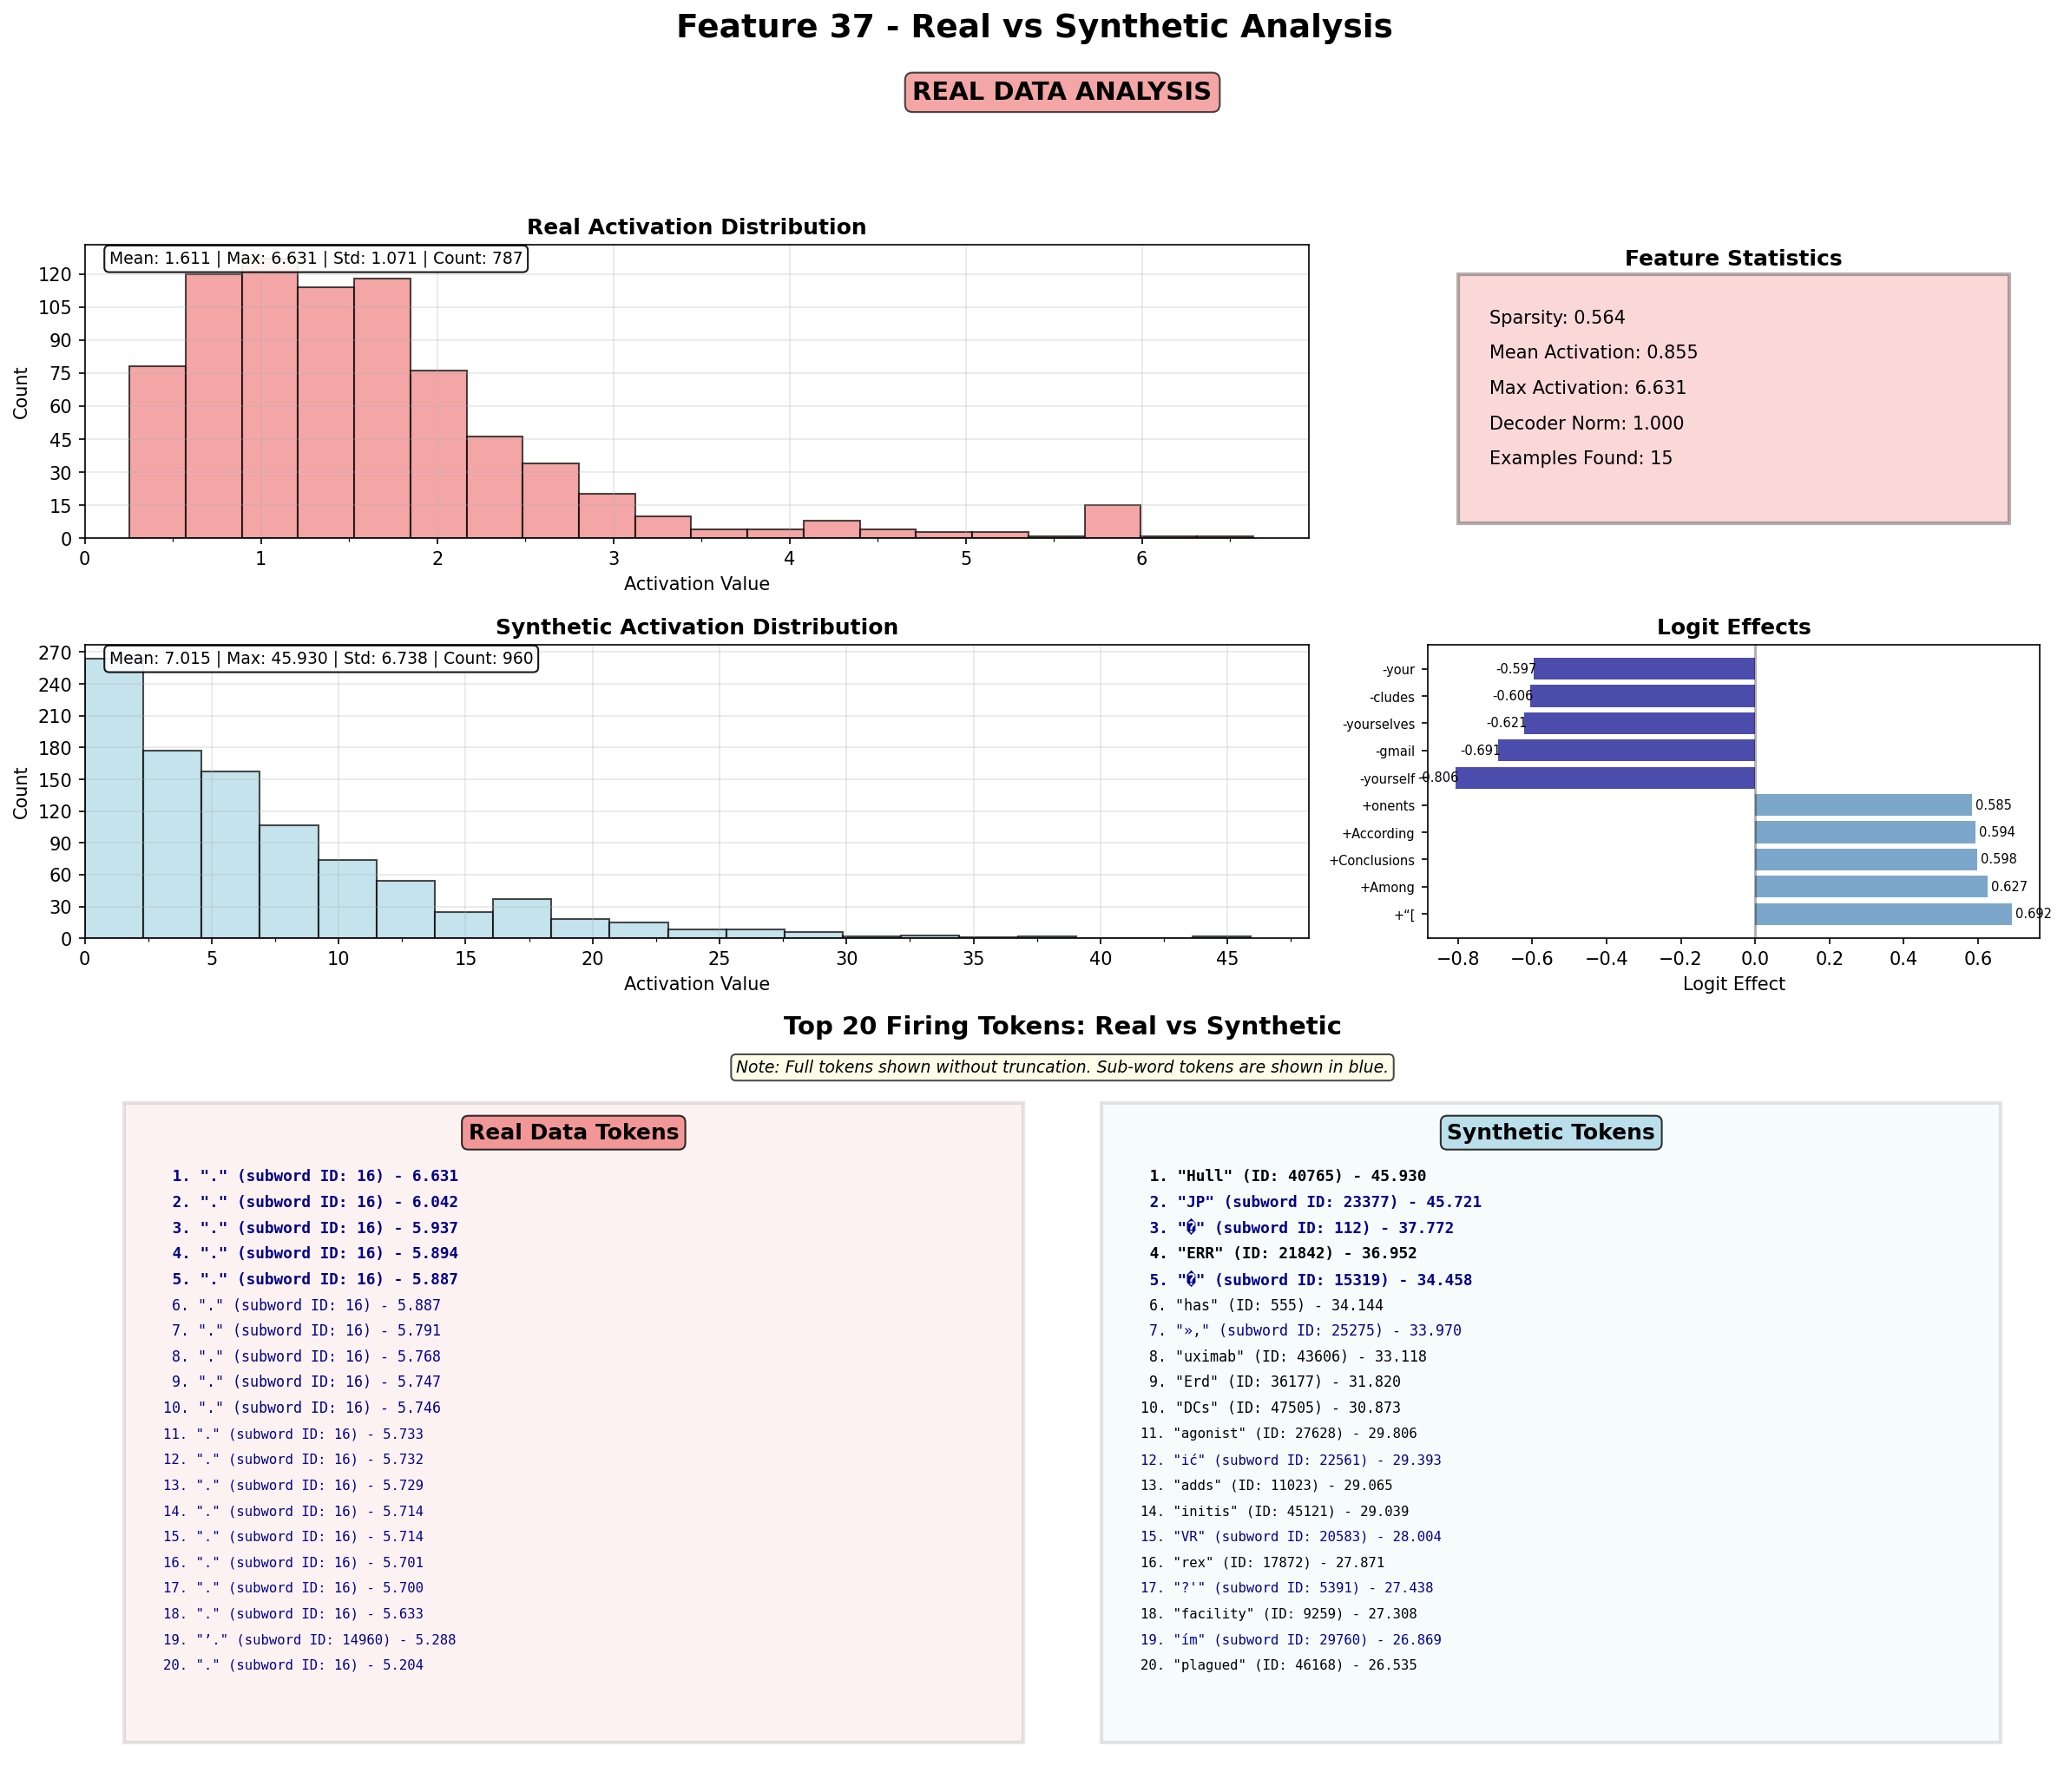 Feature 37 - Real vs Synthetic Analysis
REAL DATA ANALYSIS
Real Activation Distribution
Mean: 1.611 | Max: 6.631 | Std: 1.071 | Count: 787
Count
0
15
30
45
60
75
90
105
120
0 1 2 3 4 5 6
Activation Value
Feature Statistics
Sparsity: 0.564
Mean Activation: 0.855
Max Activation: 6.631
Decoder Norm: 1.000
Examples Found: 15
Synthetic Activation Distribution
Mean: 7.015 | Max: 45.930 | Std: 6.738 | Count: 960
Count
0
30
60
90
120
150
180
210
240
270
0 5 10 15 20 25 30 35 40 45
Activation Value
Logit Effects
-your -0.597
-cludes -0.606
-yourselves -0.621
-gmail -0.691
-yourself -0.806
+onents 0.585
+According 0.594
+Conclusions 0.598
+Among 0.627
+“[ 0.692
−0.8 −0.6 −0.4 −0.2 0.0 0.2 0.4 0.6
Logit Effect
Top 20 Firing Tokens: Real vs Synthetic
Note: Full tokens shown without truncation. Sub-word tokens are shown in blue.
Real Data Tokens
1. "." (subword ID: 16) - 6.631
2. "." (subword ID: 16) - 6.042
3. "." (subword ID: 16) - 5.937
4. "." (subword ID: 16) - 5.894
5. "." (subword ID: 16) - 5.887
6. "." (subword ID: 16) - 5.887
7. "." (subword ID: 16) - 5.791
8. "." (subword ID: 16) - 5.768
9. "." (subword ID: 16) - 5.747
10. "." (subword ID: 16) - 5.746
11. "." (subword ID: 16) - 5.733
12. "." (subword ID: 16) - 5.732
13. "." (subword ID: 16) - 5.729
14. "." (subword ID: 16) - 5.714
15. "." (subword ID: 16) - 5.714
16. "." (subword ID: 16) - 5.701
17. "." (subword ID: 16) - 5.700
18. "." (subword ID: 16) - 5.633
19. "’." (subword ID: 14960) - 5.288
20. "." (subword ID: 16) - 5.204
Synthetic Tokens
1. "Hull" (ID: 40765) - 45.930
2. "JP" (subword ID: 23377) - 45.721
3. "�" (subword ID: 112) - 37.772
4. "ERR" (ID: 21842) - 36.952
5. "�" (subword ID: 15319) - 34.458
6. "has" (ID: 555) - 34.144
7. "»," (subword ID: 25275) - 33.970
8. "uximab" (ID: 43606) - 33.118
9. "Erd" (ID: 36177) - 31.820
10. "DCs" (ID: 47505) - 30.873
11. "agonist" (ID: 27628) - 29.806
12. "ić" (subword ID: 22561) - 29.393
13. "adds" (ID: 11023) - 29.065
14. "initis" (ID: 45121) - 29.039
15. "VR" (subword ID: 20583) - 28.004
16. "rex" (ID: 17872) - 27.871
17. "?'" (subword ID: 5391) - 27.438
18. "facility" (ID: 9259) - 27.308
19. "ím" (subword ID: 29760) - 26.869
20. "plagued" (ID: 46168) - 26.535